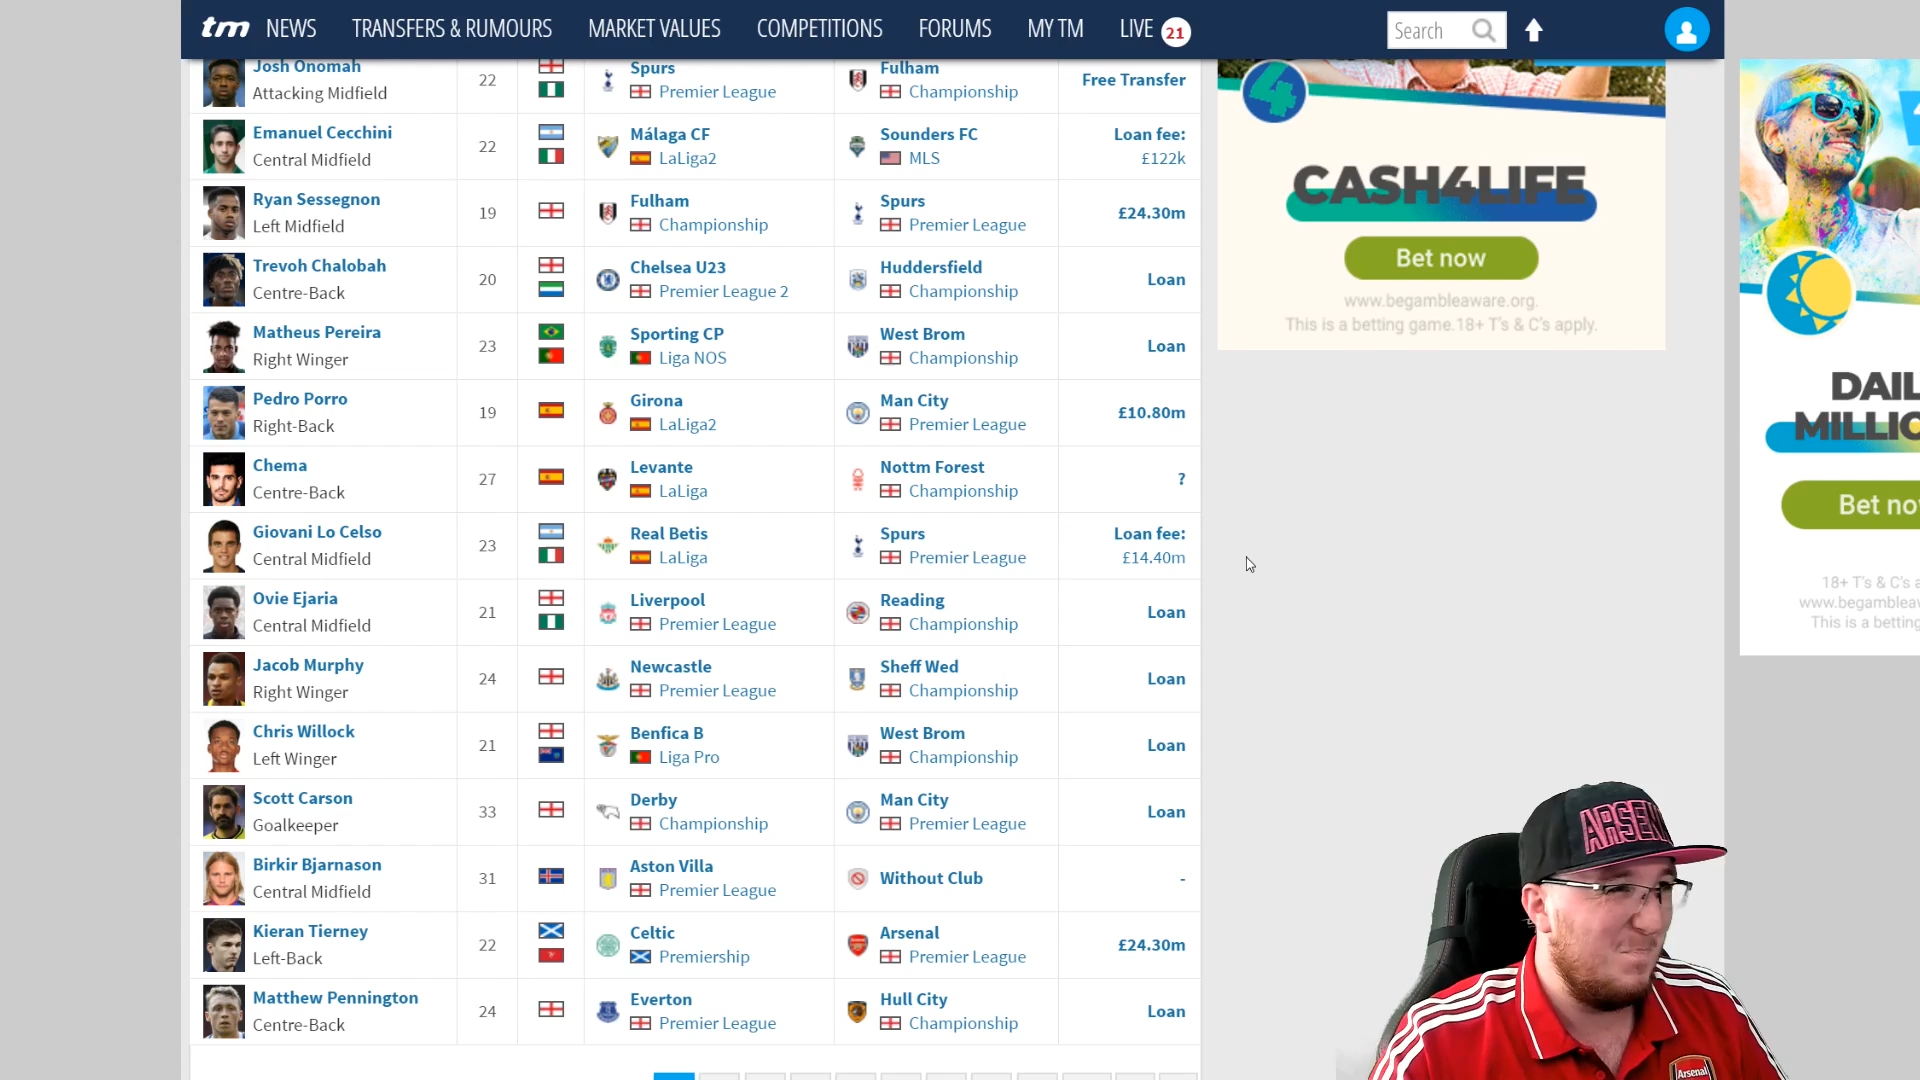 tm NEWS TRANSFERS & RUMOURS MARKET VALUES COMPETITIONS FORUMS MY TM LIVE 21 Search
Josh Onomah Spurs Fulham
Attacking Midfield 22 Premier League Championship Free Transfer
Emanuel Cecchini Málaga CF Sounders FC Loan fee:
Central Midfield 22 LaLiga2 MLS £122k
Ryan Sessegnon Fulham Spurs
Left Midfield 19 Championship Premier League £24.30m
Trevoh Chalobah Chelsea U23 Huddersfield
Centre-Back 20 Premier League 2 Championship Loan
Matheus Pereira Sporting CP West Brom
Right Winger 23 Liga NOS Championship Loan
Pedro Porro Girona Man City
Right-Back 19 LaLiga2 Premier League £10.80m
Chema Levante Nottm Forest
Centre-Back 27 LaLiga Championship ?
Giovani Lo Celso Real Betis Spurs Loan fee:
Central Midfield 23 LaLiga Premier League £14.40m
Ovie Ejaria Liverpool Reading
Central Midfield 21 Premier League Championship Loan
Jacob Murphy Newcastle Sheff Wed
Right Winger 24 Premier League Championship Loan
Chris Willock Benfica B West Brom
Left Winger 21 Liga Pro Championship Loan
Scott Carson Derby Man City
Goalkeeper 33 Championship Premier League Loan
Birkir Bjarnason Aston Villa Without Club
Central Midfield 31 Premier League -
Kieran Tierney Celtic Arsenal
Left-Back 22 Premiership Premier League £24.30m
Matthew Pennington Everton Hull City
Centre-Back 24 Premier League Championship Loan
4
CASH4LIFE
Bet now
www.begambleaware.org.
This is a betting game.18+ T's & C's apply.
DAIL
MILLIO
Bet no
18+ T's & C's a
www.begamblea
This is a betting
ARSEN
Arsenal